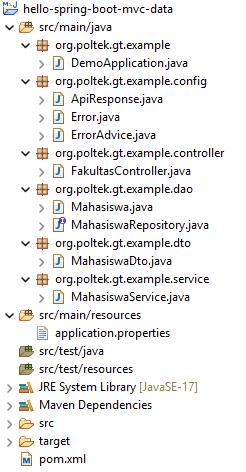 hello-spring-boot-mvc-data
src/main/java
org.poltek.gt.example
DemoApplication.java
org.poltek.gt.example.config
ApiResponse.java
Error.java
ErrorAdvice.java
org.poltek.gt.example.controller
FakultasController.java
org.poltek.gt.example.dao
Mahasiswa.java
MahasiswaRepository.java
org.poltek.gt.example.dto
MahasiswaDto.java
org.poltek.gt.example.service
MahasiswaService.java
src/main/resources
application.properties
src/test/java
src/test/resources
JRE System Library [JavaSE-17]
Maven Dependencies
src
target
pom.xml